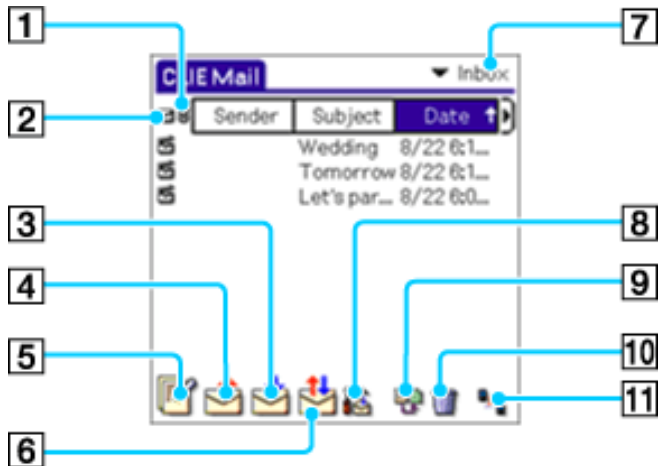 1
7
CLIE Mail Inbox
2
Sender Subject Date
Wedding 8/22 6:1...
Tomorrow 8/22 6:1...
Let's par... 8/22 6:0...
3
8
4
9
5
10
11
6